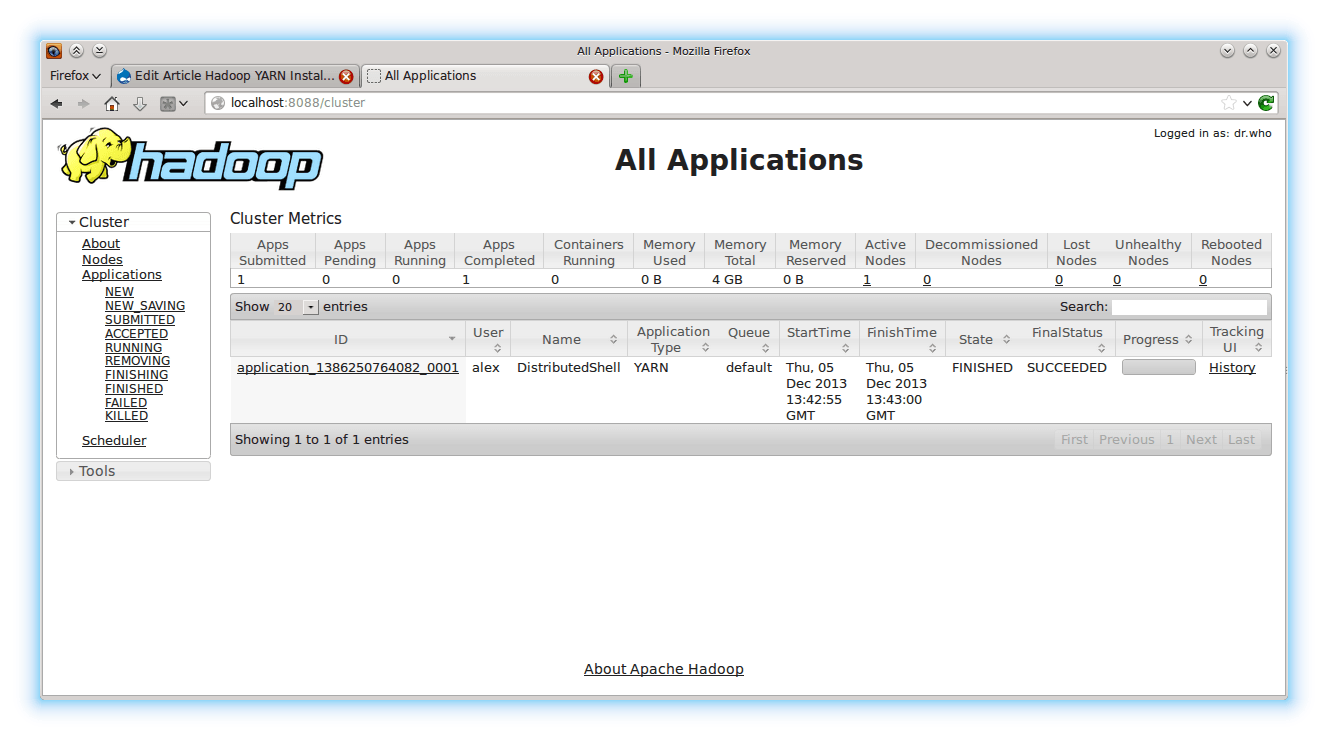 All Applications - Mozilla Firefox
Firefox
Edit Article Hadoop YARN Instal...
All Applications
localhost:8088/cluster
Logged in as: dr.who
hadoop
All Applications
Cluster
About
Nodes
Applications
NEW
NEW_SAVING
SUBMITTED
ACCEPTED
RUNNING
REMOVING
FINISHING
FINISHED
FAILED
KILLED
Scheduler
Tools
Cluster Metrics
Apps Submitted Apps Pending Apps Running Apps Completed Containers Running Memory Used Memory Total Memory Reserved Active Nodes Decommissioned Nodes Lost Nodes Unhealthy Nodes Rebooted Nodes
1 0 0 1 0 0 B 4 GB 0 B 1 0 0 0 0
Show 20 entries Search:
ID User Name Application Type Queue StartTime FinishTime State FinalStatus Progress Tracking UI
application_1386250764082_0001 alex DistributedShell YARN default Thu, 05 Dec 2013 13:42:55 GMT Thu, 05 Dec 2013 13:43:00 GMT FINISHED SUCCEEDED History
Showing 1 to 1 of 1 entries First Previous 1 Next Last
About Apache Hadoop